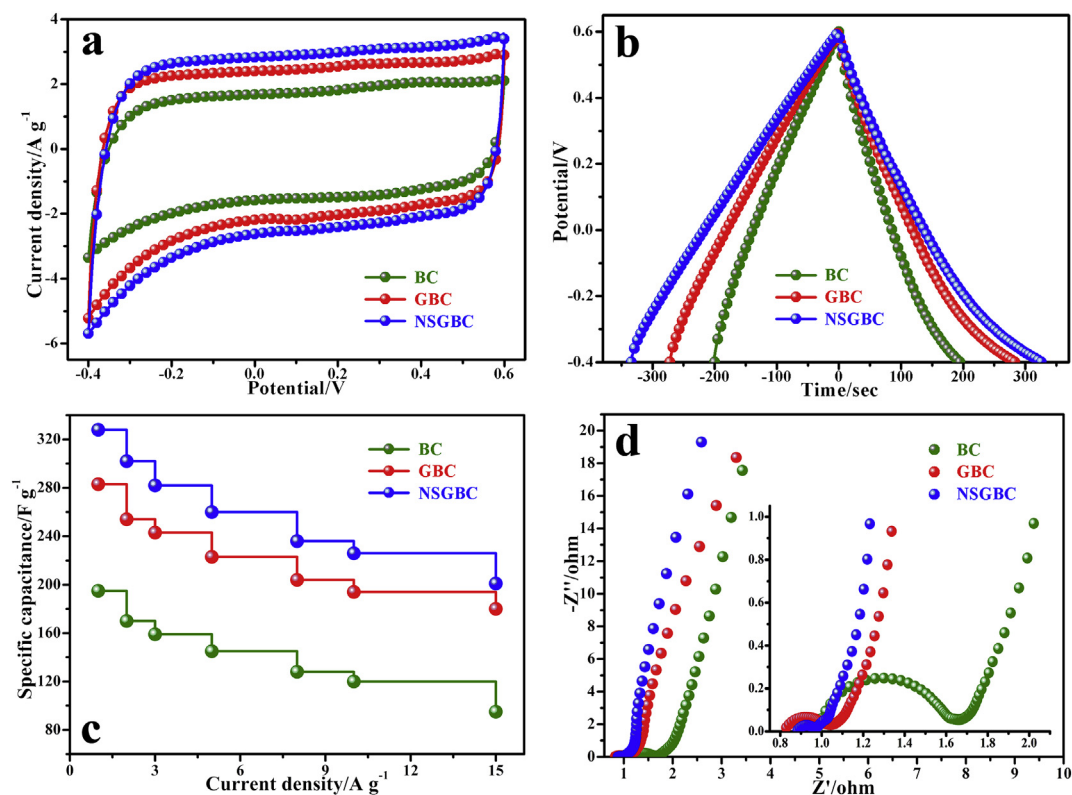 a
Current density/A g-1
4
2
0
-2
-4
-6
-0.4 -0.2 0.0 0.2 0.4 0.6
Potential/V
BC
GBC
NSGBC
b
Potential/V
0.6
0.4
0.2
0.0
-0.2
-0.4
-300 -200 -100 0 100 200 300
Time/sec
BC
GBC
NSGBC
c
Specific capacitance/F g-1
320
280
240
200
160
120
80
0 3 6 9 12 15
Current density/A g-1
BC
GBC
NSGBC
d
-Z''/ohm
20
18
16
14
12
10
8
6
4
2
0
1 2 3 4 5 6 7 8 9 10
Z'/ohm
BC
GBC
NSGBC
1.0
0.8
0.6
0.4
0.2
0.0
0.8 1.0 1.2 1.4 1.6 1.8 2.0